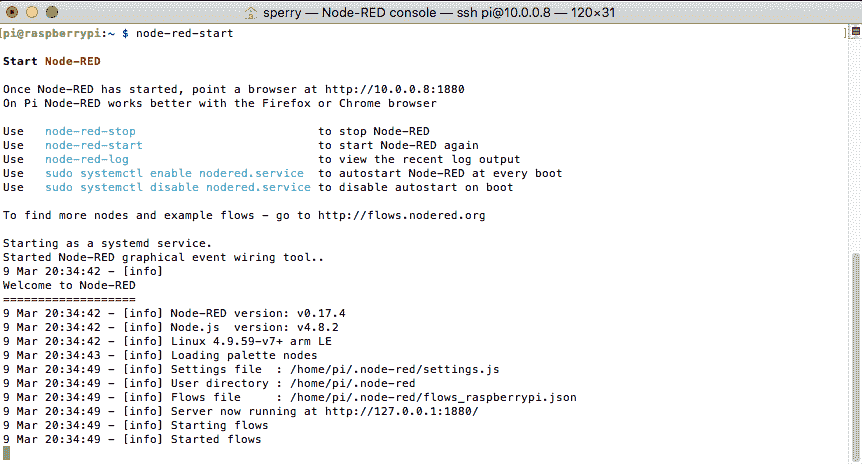 sperry — Node-RED console — ssh pi@10.0.0.8 — 120×31
[pi@raspberrypi:~ $ node-red-start ]
Start Node-RED
Once Node-RED has started, point a browser at http://10.0.0.8:1880
On Pi Node-RED works better with the Firefox or Chrome browser
Use   node-red-stop                          to stop Node-RED
Use   node-red-start                         to start Node-RED again
Use   node-red-log                           to view the recent log output
Use   sudo systemctl enable nodered.service  to autostart Node-RED at every boot
Use   sudo systemctl disable nodered.service to disable autostart on boot
To find more nodes and example flows - go to http://flows.nodered.org
Starting as a systemd service.
Started Node-RED graphical event wiring tool..
9 Mar 20:34:42 - [info]
Welcome to Node-RED
===================
9 Mar 20:34:42 - [info] Node-RED version: v0.17.4
9 Mar 20:34:42 - [info] Node.js  version: v4.8.2
9 Mar 20:34:42 - [info] Linux 4.9.59-v7+ arm LE
9 Mar 20:34:43 - [info] Loading palette nodes
9 Mar 20:34:49 - [info] Settings file  : /home/pi/.node-red/settings.js
9 Mar 20:34:49 - [info] User directory : /home/pi/.node-red
9 Mar 20:34:49 - [info] Flows file     : /home/pi/.node-red/flows_raspberrypi.json
9 Mar 20:34:49 - [info] Server now running at http://127.0.0.1:1880/
9 Mar 20:34:49 - [info] Starting flows
9 Mar 20:34:49 - [info] Started flows